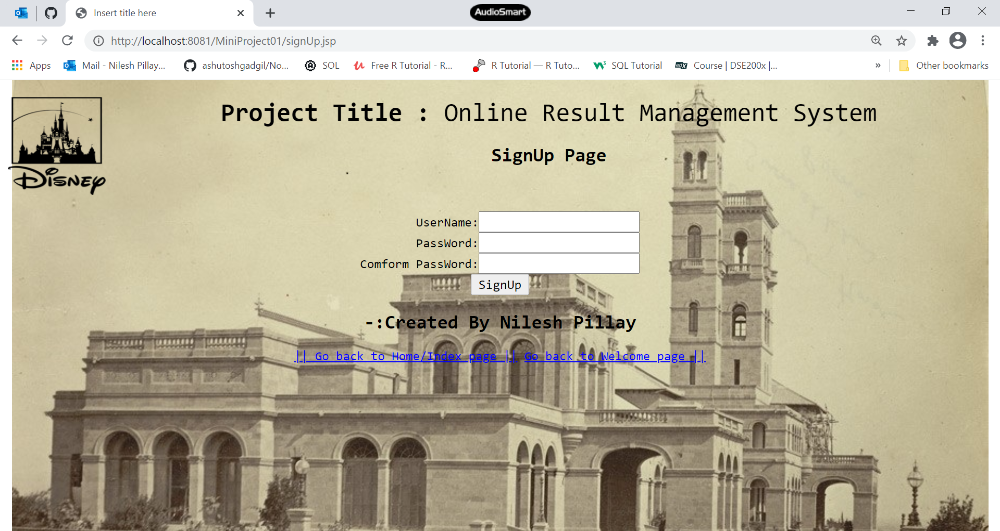 Insert title here
AudioSmart
http://localhost:8081/MiniProject01/signUp.jsp
Apps
Mail - Nilesh Pillay...
ashutoshgadgil/No...
SOL
Free R Tutorial - R...
R Tutorial — R Tuto...
SQL Tutorial
edX
Course | DSE200x |...
»
Other bookmarks
Project Title : Online Result Management System
SignUp Page
Disney
UserName:
PassWord:
Comform PassWord:
SignUp
-:Created By Nilesh Pillay
|| Go back to Home/Index page || Go back to Welcome page ||